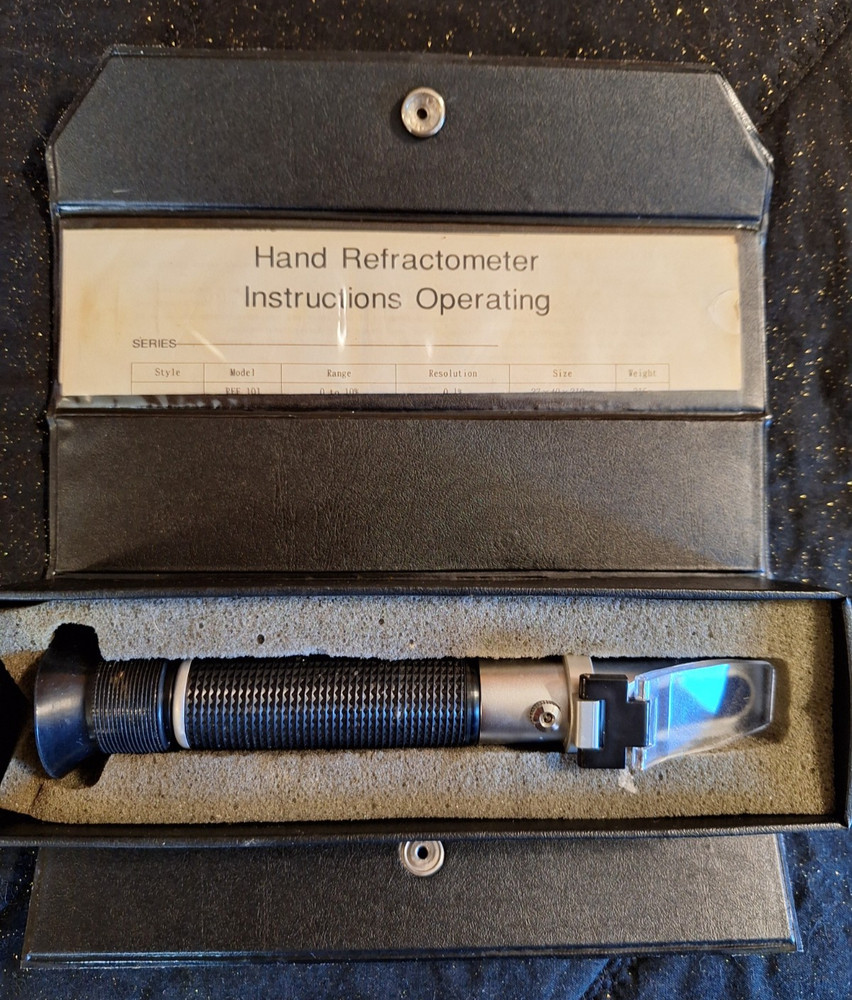 Hand Refractometer
Instructions Operating
SERIES
Style Model Range Resolution Size Weight